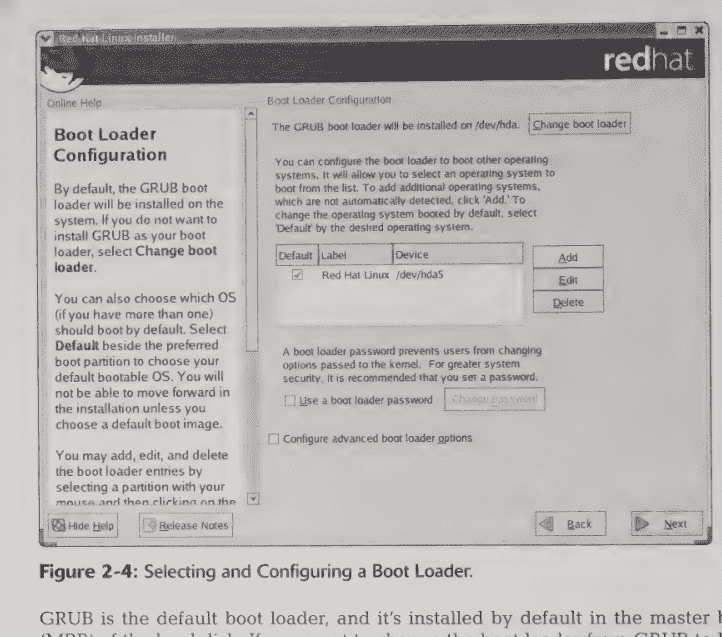 Red Hat Linux Installer
redhat
Online Help
Boot Loader
Configuration
By default, the GRUB boot
loader will be installed on the
system. If you do not want to
install GRUB as your boot
loader, select Change boot
loader.
You can also choose which OS
(if you have more than one)
should boot by default. Select
Default beside the preferred
boot partition to choose your
default bootable OS. You will
not be able to move forward in
the installation unless you
choose a default boot image.
You may add, edit, and delete
the boot loader entries by
selecting a partition with your
mouse and then clicking on the
Boot Loader Configuration
The GRUB boot loader will be installed on /dev/hda. Change boot loader
You can configure the boot loader to boot other operating
systems. It will allow you to select an operating system to
boot from the list. To add additional operating systems,
which are not automatically detected, click 'Add.' To
change the operating system booted by default, select
'Default' by the desired operating system.
Default Label Device
Red Hat Linux /dev/hda5
Add
Edit
Delete
A boot loader password prevents users from changing
options passed to the kernel. For greater system
security, it is recommended that you set a password.
Use a boot loader password Change password
Configure advanced boot loader options
Hide Help Release Notes Back Next
Figure 2-4: Selecting and Configuring a Boot Loader.
GRUB is the default boot loader, and it's installed by default in the master